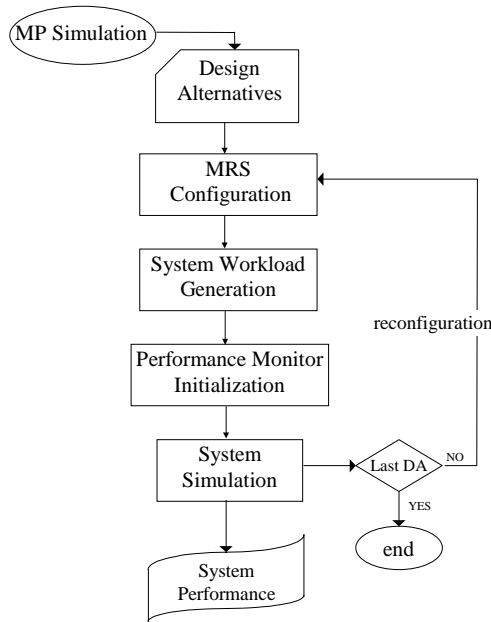 MP Simulation
Design
Alternatives
MRS
Configuration
System Workload
Generation
reconfiguration
Performance Monitor
Initialization
System
Simulation
Last DA
NO
YES
end
System
Performance